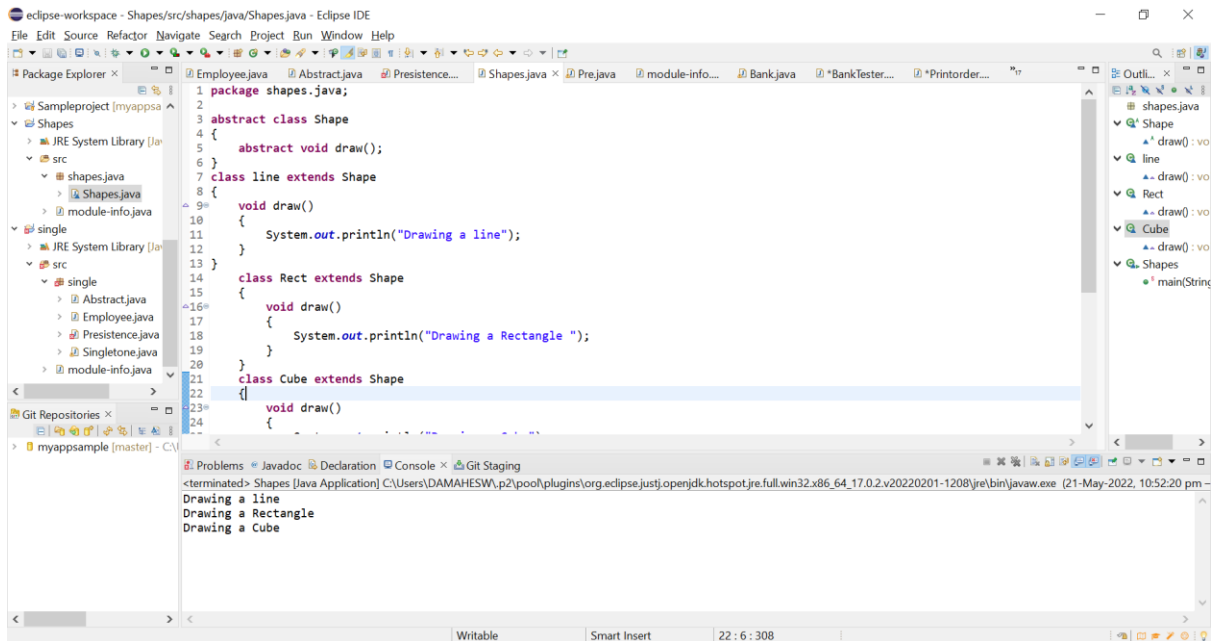 eclipse-workspace - Shapes/src/shapes/java/Shapes.java - Eclipse IDE
File Edit Source Refactor Navigate Search Project Run Window Help
Package Explorer
Employee.java Abstract.java Presistence.... Shapes.java Pre.java module-info.... Bank.java *BankTester.... *Printorder.... »17
Outli...
Sampleproject [myappsa
Shapes
JRE System Library [Jav
src
shapes.java
Shapes.java
module-info.java
single
JRE System Library [Jav
src
single
Abstract.java
Employee.java
Presistence.java
Singletone.java
module-info.java
Git Repositories
myappsample [master] - C:\
1 package shapes.java;
2
3 abstract class Shape
4 {
5 abstract void draw();
6 }
7 class line extends Shape
8 {
9 void draw()
10 {
11 System.out.println("Drawing a line");
12 }
13 }
14 class Rect extends Shape
15 {
16 void draw()
17 {
18 System.out.println("Drawing a Rectangle ");
19 }
20 }
21 class Cube extends Shape
22 {
23 void draw()
24 {
shapes.java
Shape
draw() : vo
line
draw() : vo
Rect
draw() : vo
Cube
draw() : vo
Shapes
main(String
Problems Javadoc Declaration Console Git Staging
<terminated> Shapes [Java Application] C:\Users\DAMAHESW\.p2\pool\plugins\org.eclipse.justj.openjdk.hotspot.jre.full.win32.x86_64_17.0.2.v20220201-1208\jre\bin\javaw.exe (21-May-2022, 10:52:20 pm –
Drawing a line
Drawing a Rectangle
Drawing a Cube
Writable Smart Insert 22 : 6 : 308